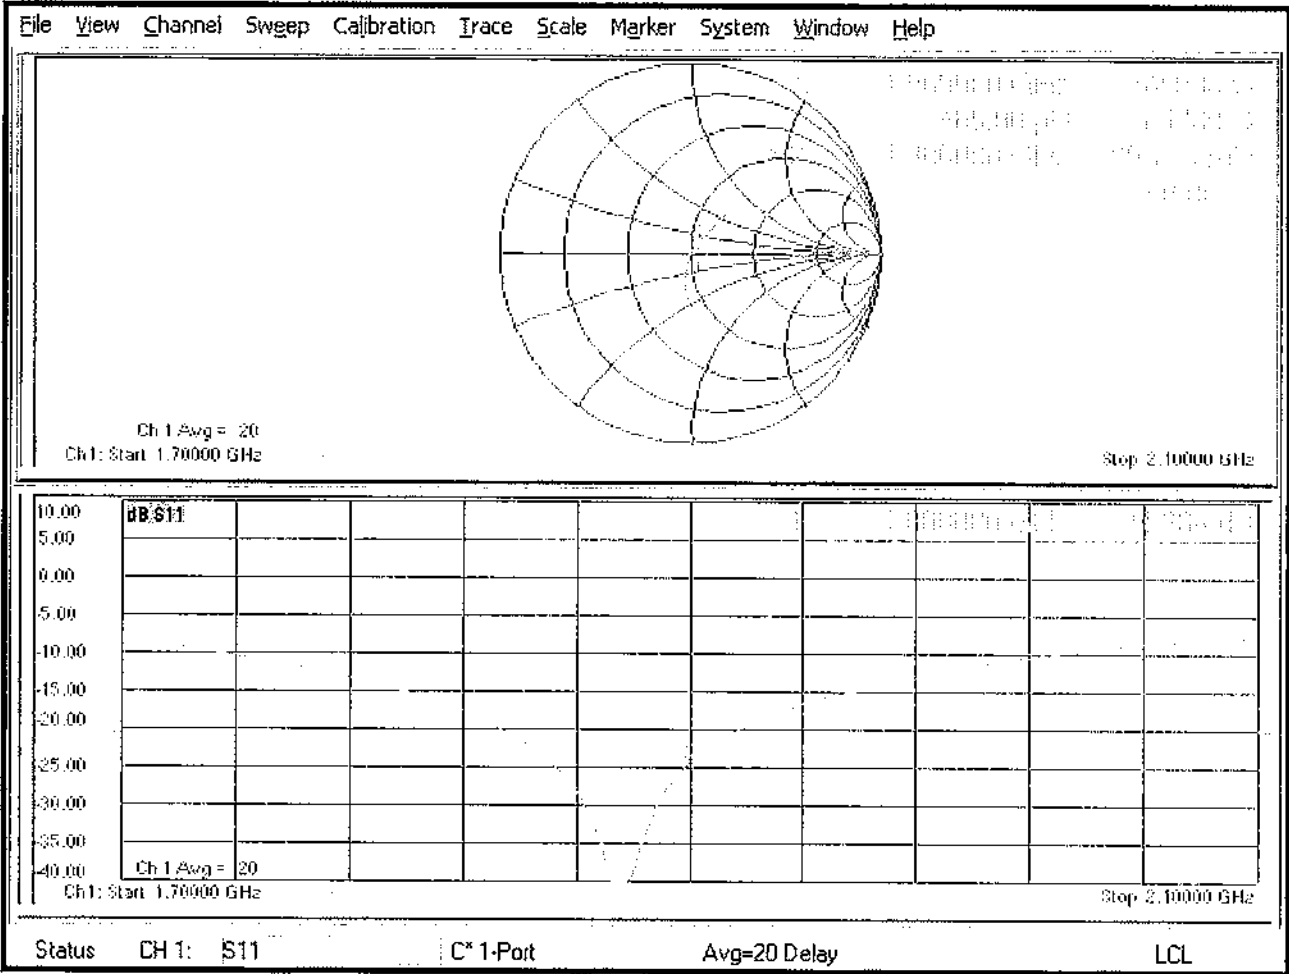 File View Channel Sweep Calibration Trace Scale Marker System Window Help
Ch 1 Avg = 20
Ch1: Start 1.70000 GHz
Stop 2.10000 GHz
10.00
dB S11
5.00
0.00
-5.00
-10.00
-15.00
-20.00
-25.00
-30.00
-35.00
-40.00
Ch 1 Avg = 20
Ch1: Start 1.70000 GHz
Stop 2.10000 GHz
Status CH 1: S11 C* 1-Port Avg=20 Delay LCL